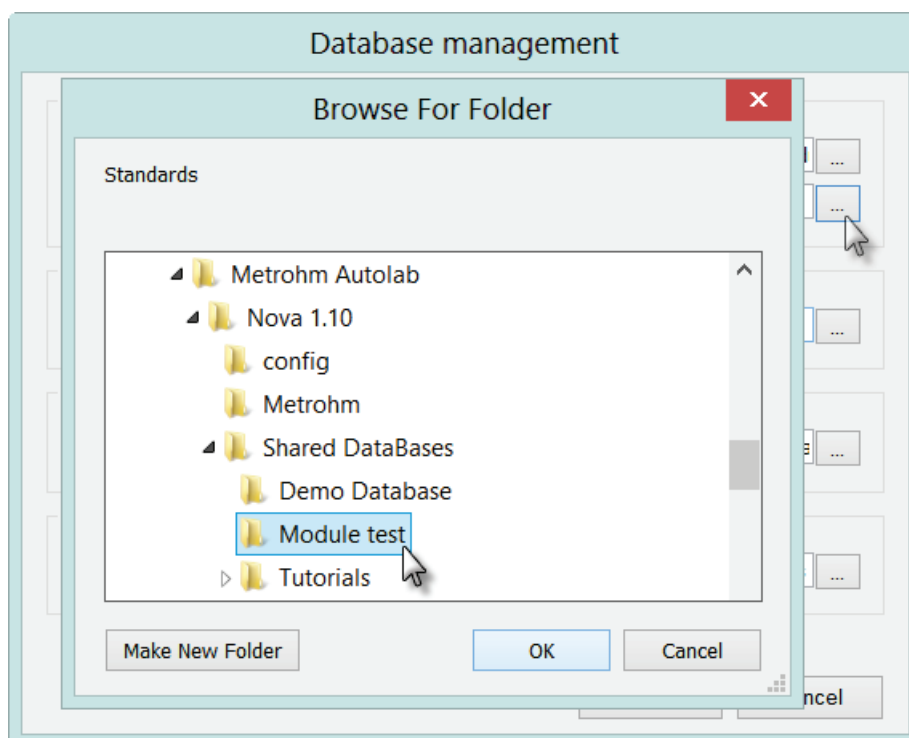 Database management
Browse For Folder
Standards
...
...
Metrohm Autolab
Nova 1.10
config
...
Metrohm
Shared DataBases
...
Demo Database
Module test
Tutorials
...
Make New Folder
OK
Cancel
ncel